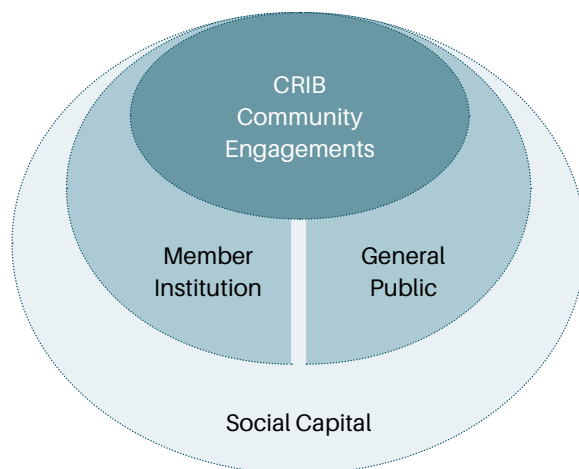 CRIB
Community
Engagements
Member
Institution
General
Public
Social Capital